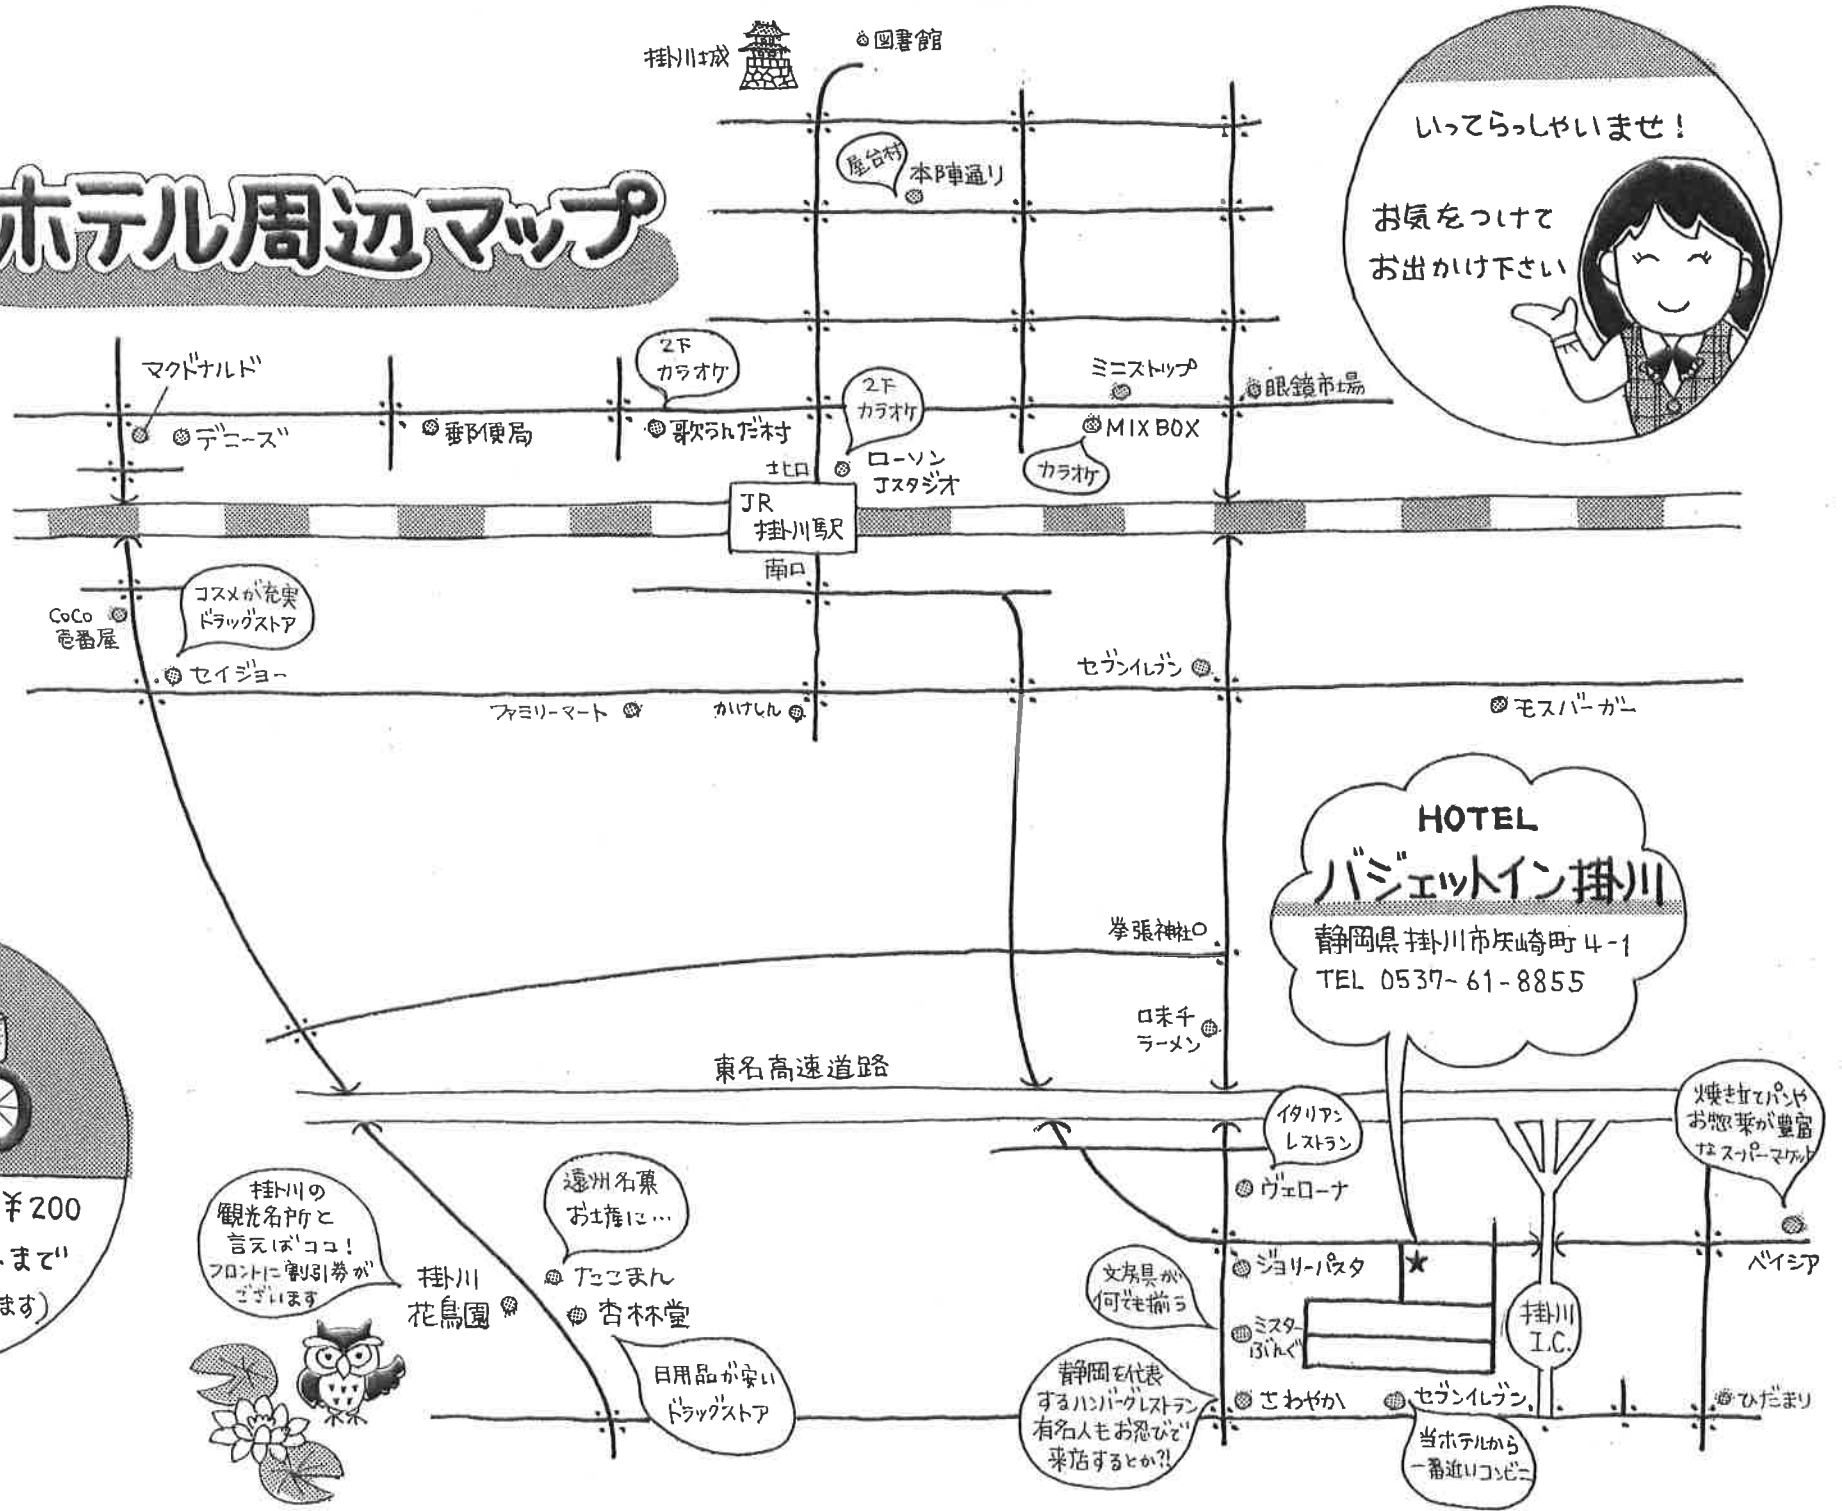 掛川城
図書館
屋台村
本陣通り
いってらっしゃいませ!
お気をつけて
お出かけ下さい
ホテル周辺マップ
マクドナルド
デニーズ
郵便局
2F
カラオケ
歌うんだ村
2F
カラオケ
ローソン
Jスタジオ
北口
ミニストップ
MIX BOX
カラオケ
眼鏡市場
JR
掛川駅
南口
CoCo
壱番屋
コスメが充実
ドラッグストア
セイジョー
ファミリーマート
かけしん
セブンイレブン
モスバーガー
HOTEL
バジェットイン掛川
静岡県掛川市矢崎町4-1
TEL 0537-61-8855
拳張神社
味千
ラーメン
東名高速道路
イタリアン
レストラン
ヴェローナ
焼き立てパンや
お惣菜が豊富
なスーパーマケット
ベイシア
¥200
まで
ます)
掛川の
観光名所と
言えばココ!
フロントに割引券が
ございます
掛川
花鳥園
遠州名菓
お土産に…
たこまん
杏林堂
日用品が安い
ドラッグストア
ジョリーパスタ
文房具が
何でも揃う
ミスター
ぶんぐ
掛川
I.C.
静岡を代表
するハンバーグレストラン
有名人もお忍びで
来店するとか?!
さわやか
セブンイレブン
当ホテルから
一番近いコンビニ
ひだまり